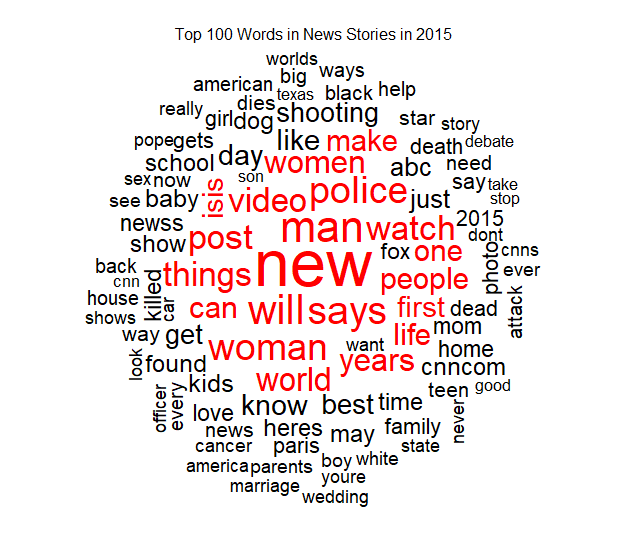 Top 100 Words in News Stories in 2015
worlds
big ways
american
texas black help
really dies
girl dog shooting star story
pope gets like make death debate
school day women abc need
sex now son say take
see baby isis video police just stop
newss man watch 2015
show post fox one dont
back things new people photo cnns
cnn ever
house killed car can will says first dead attack
shows
way get woman life mom
look found want home
kids world years cnncom
officer every love know best time teen good
news heres may family never
cancer paris state
america parents boy white
marriage youre
wedding